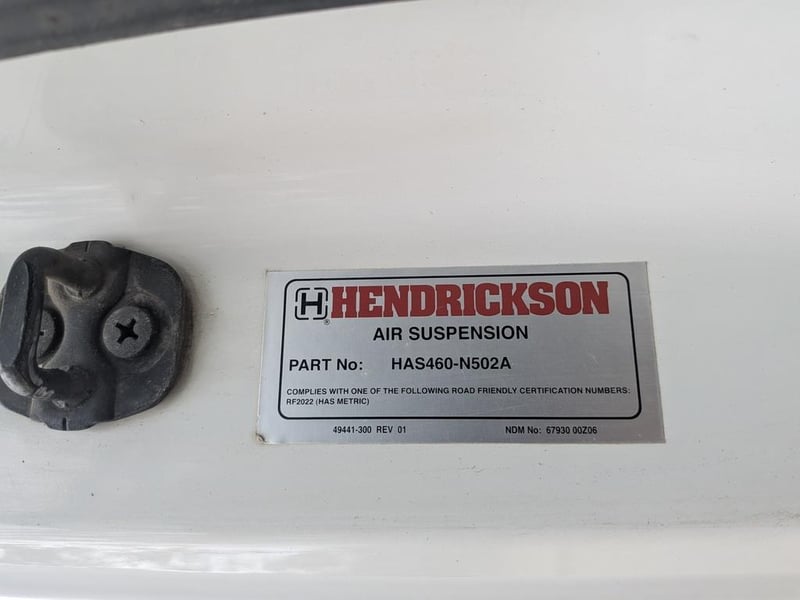 H HENDRICKSON
®
AIR SUSPENSION
PART No: HAS460-N502A
COMPLIES WITH ONE OF THE FOLLOWING ROAD FRIENDLY CERTIFICATION NUMBERS:
RF2022 (HAS METRIC)
49441-300 REV 01 NDM No: 67930 00Z06